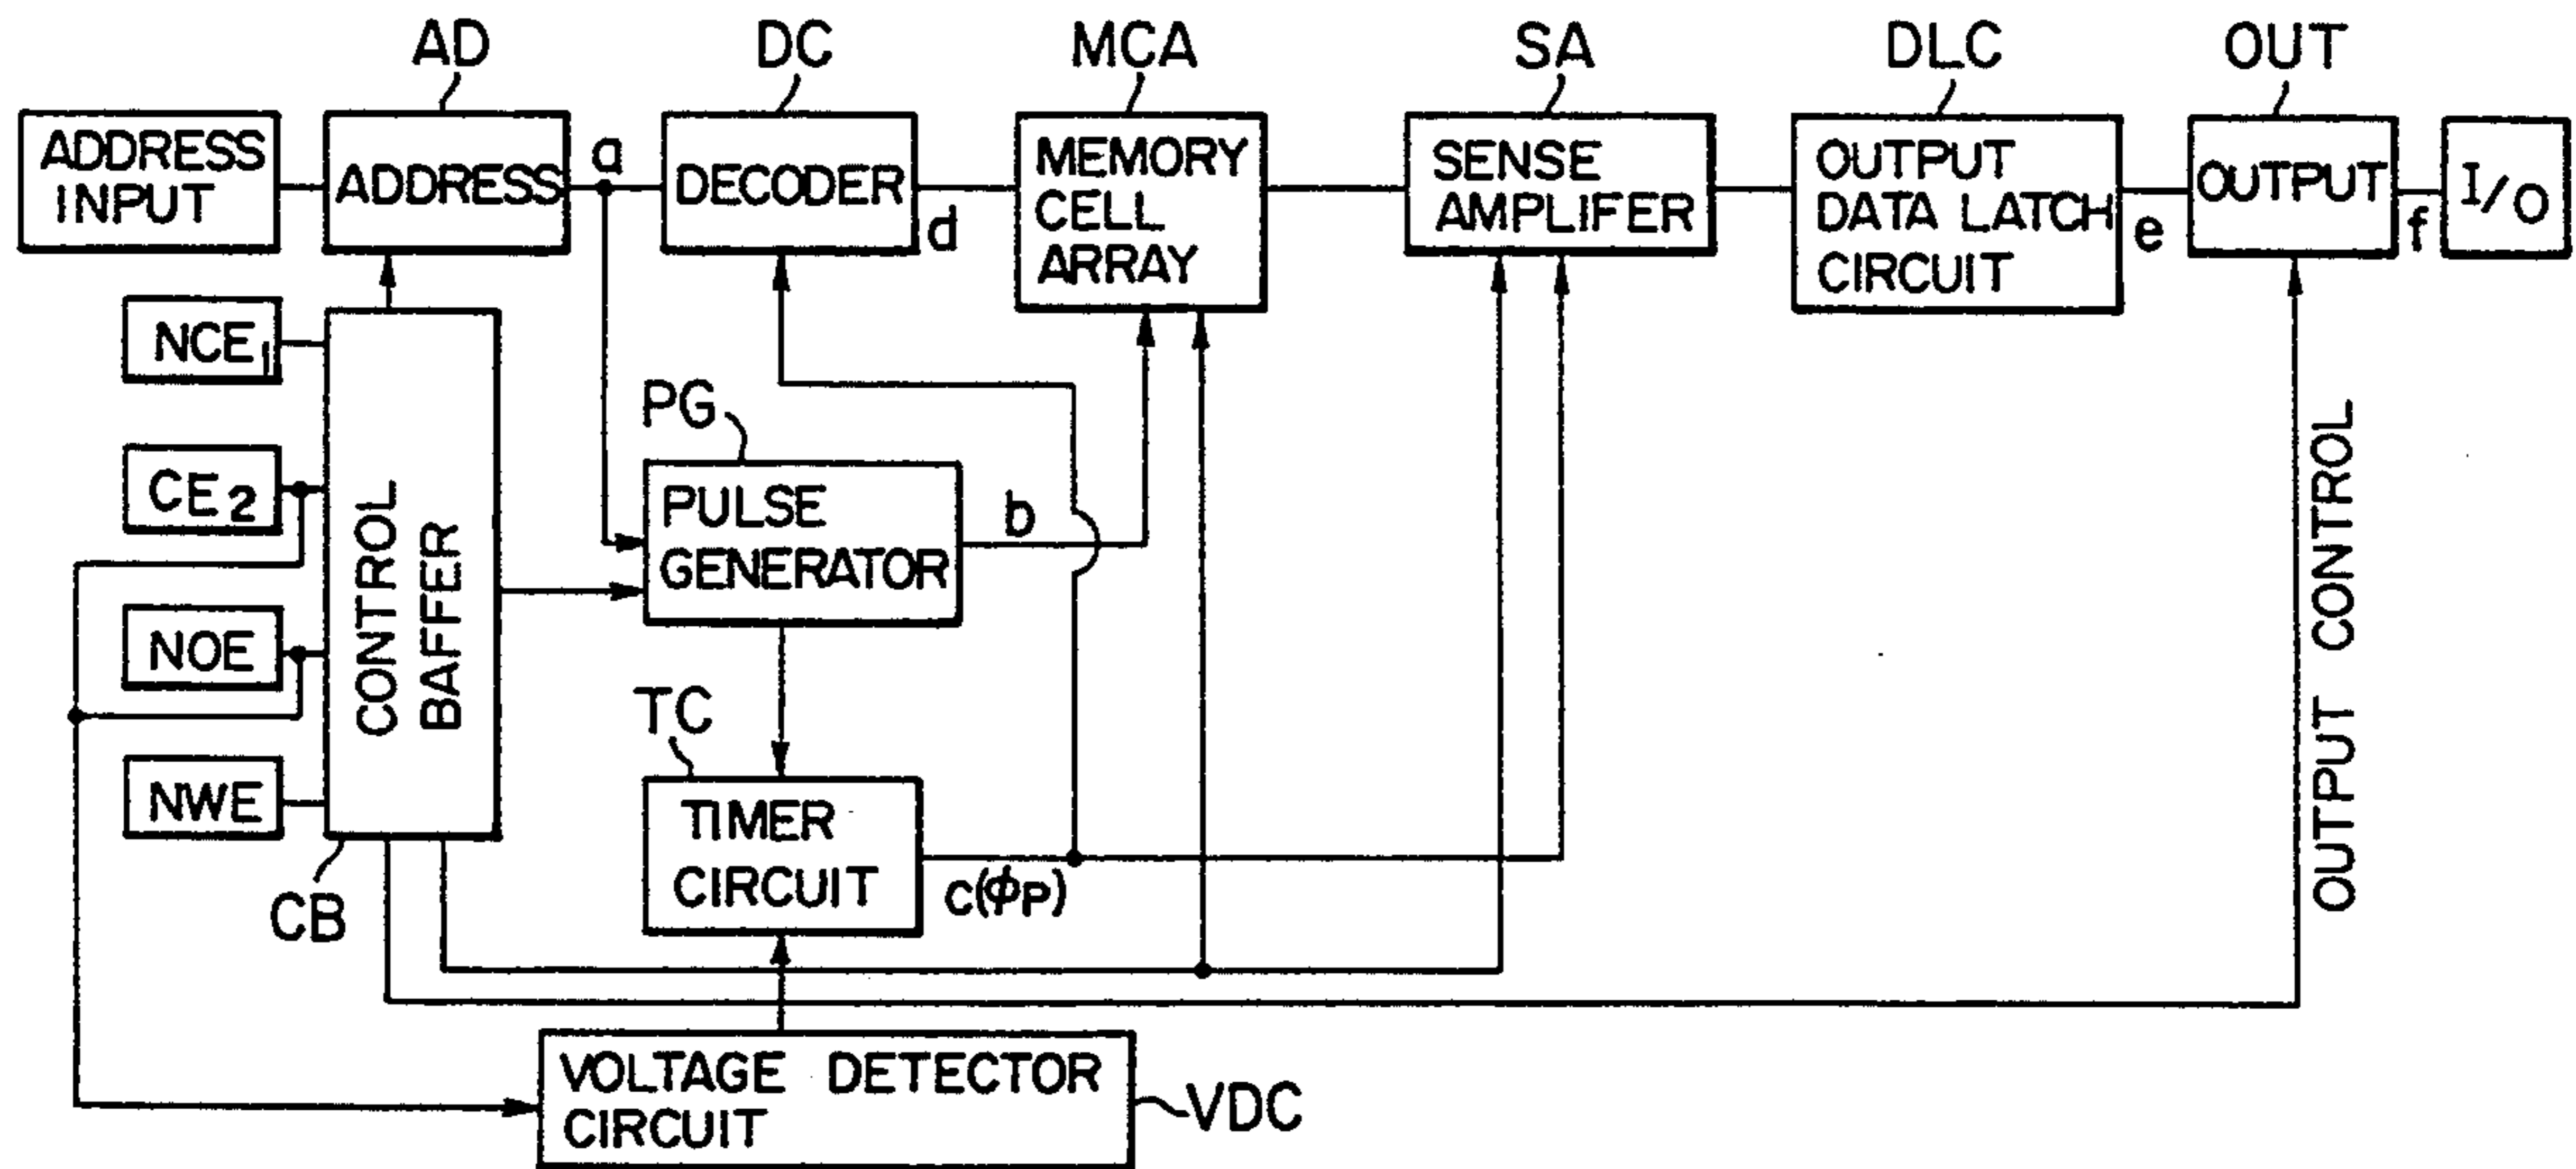 AD
DC
MCA
SA
DLC
OUT
ADDRESS
INPUT
ADDRESS
a
DECODER
d
MEMORY
CELL
ARRAY
SENSE
AMPLIFER
OUTPUT
DATA LATCH
CIRCUIT
e
OUTPUT
f
I/O
NCE1
CE2
NOE
NWE
CONTROL
BAFFER
CB
PG
PULSE
GENERATOR
b
TC
TIMER
CIRCUIT
c(ϕP)
OUTPUT CONTROL
VOLTAGE DETECTOR
CIRCUIT
VDC